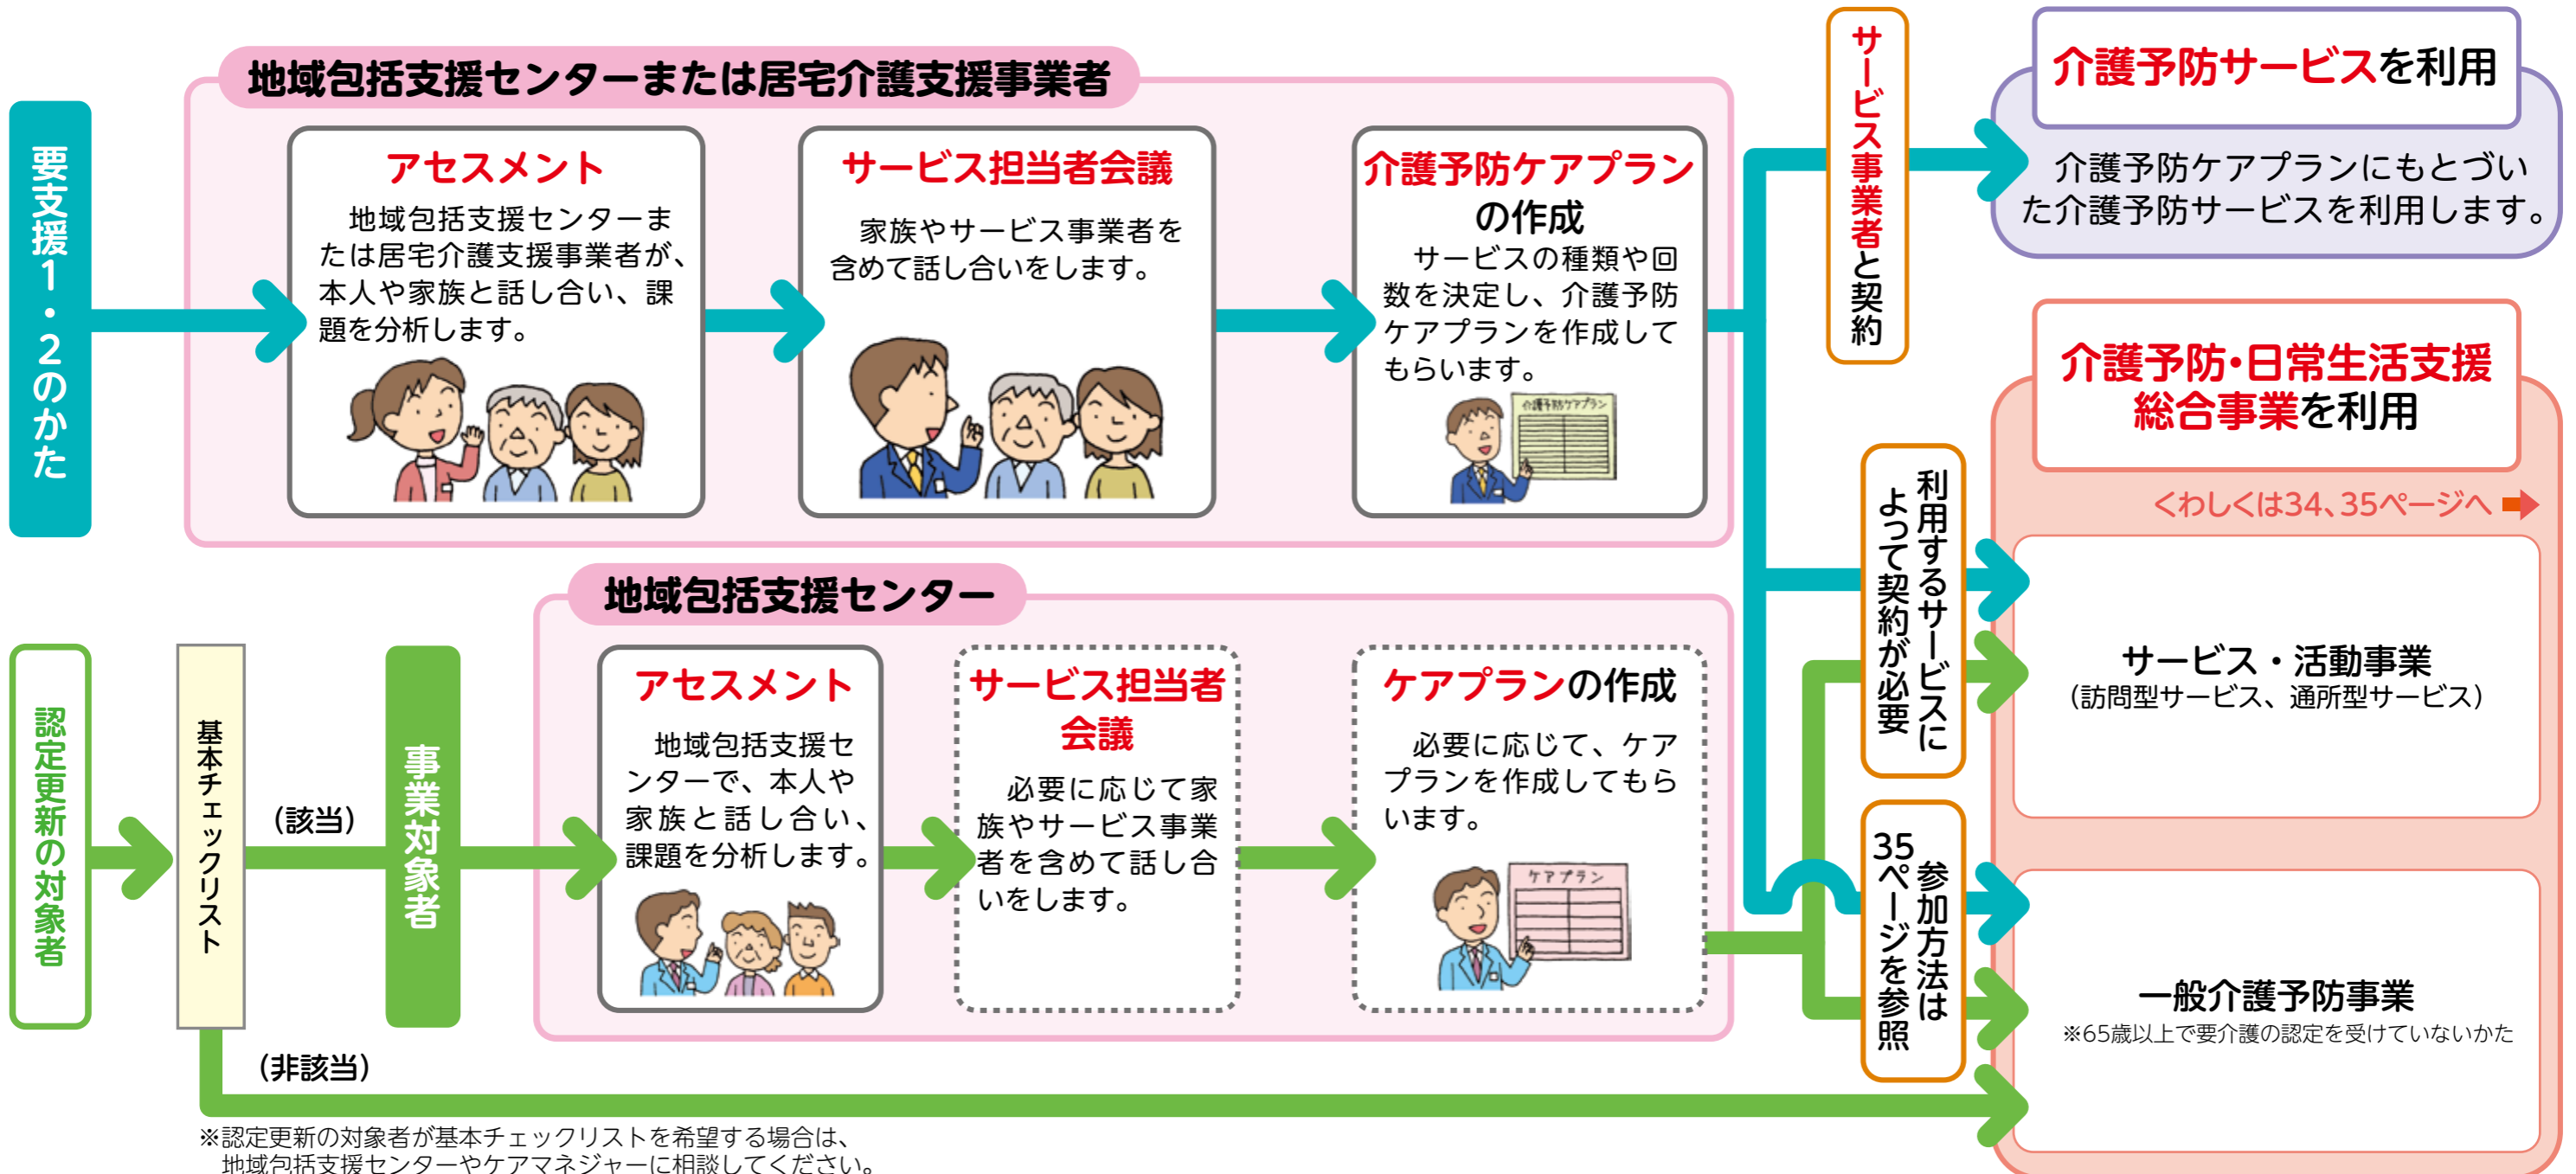 要支援1・2のかた
地域包括支援センターまたは居宅介護支援事業者
アセスメント
地域包括支援センターま
たは居宅介護支援事業者が、
本人や家族と話し合い、課
題を分析します。
サービス担当者会議
家族やサービス事業者を
含めて話し合いをします。
介護予防ケアプラン
の作成
サービスの種類や回
数を決定し、介護予防
ケアプランを作成して
もらいます。
介護予防ケアプラン
サービス事業者と契約
介護予防サービスを利用
介護予防ケアプランにもとづい
た介護予防サービスを利用します。
介護予防・日常生活支援
総合事業を利用
くわしくは34、35ページへ
利用するサービスに
よって契約が必要
サービス・活動事業
（訪問型サービス、通所型サービス）
認定更新の対象者
基本チェックリスト
（該当）
事業対象者
地域包括支援センター
アセスメント
地域包括支援セ
ンターで、本人や
家族と話し合い、
課題を分析します。
サービス担当者
会議
必要に応じて家
族やサービス事業
者を含めて話し合
いをします。
ケアプランの作成
必要に応じて、ケア
プランを作成してもら
います。
ケアプラン
参加方法は
35ページを参照
一般介護予防事業
※65歳以上で要介護の認定を受けていないかた
（非該当）
※認定更新の対象者が基本チェックリストを希望する場合は、
地域包括支援センターやケアマネジャーに相談してください。